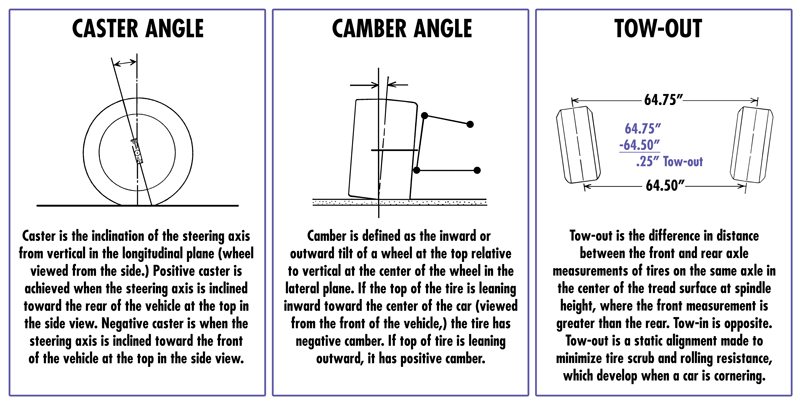 CASTER ANGLE
Caster is the inclination of the steering axis
from vertical in the longitudinal plane (wheel
viewed from the side.) Positive caster is
achieved when the steering axis is inclined
toward the rear of the vehicle at the top in
the side view. Negative caster is when the
steering axis is inclined toward the front
of the vehicle at the top in the side view.
CAMBER ANGLE
Camber is defined as the inward or
outward tilt of a wheel at the top relative
to vertical at the center of the wheel in the
lateral plane. If the top of the tire is leaning
inward toward the center of the car (viewed
from the front of the vehicle,) the tire has
negative camber. If top of tire is leaning
outward, it has positive camber.
TOW-OUT
64.75”
64.75”
-64.50”
.25” Tow-out
64.50”
Tow-out is the difference in distance
between the front and rear axle
measurements of tires on the same axle in
the center of the tread surface at spindle
height, where the front measurement is
greater than the rear. Tow-in is opposite.
Tow-out is a static alignment made to
minimize tire scrub and rolling resistance,
which develop when a car is cornering.